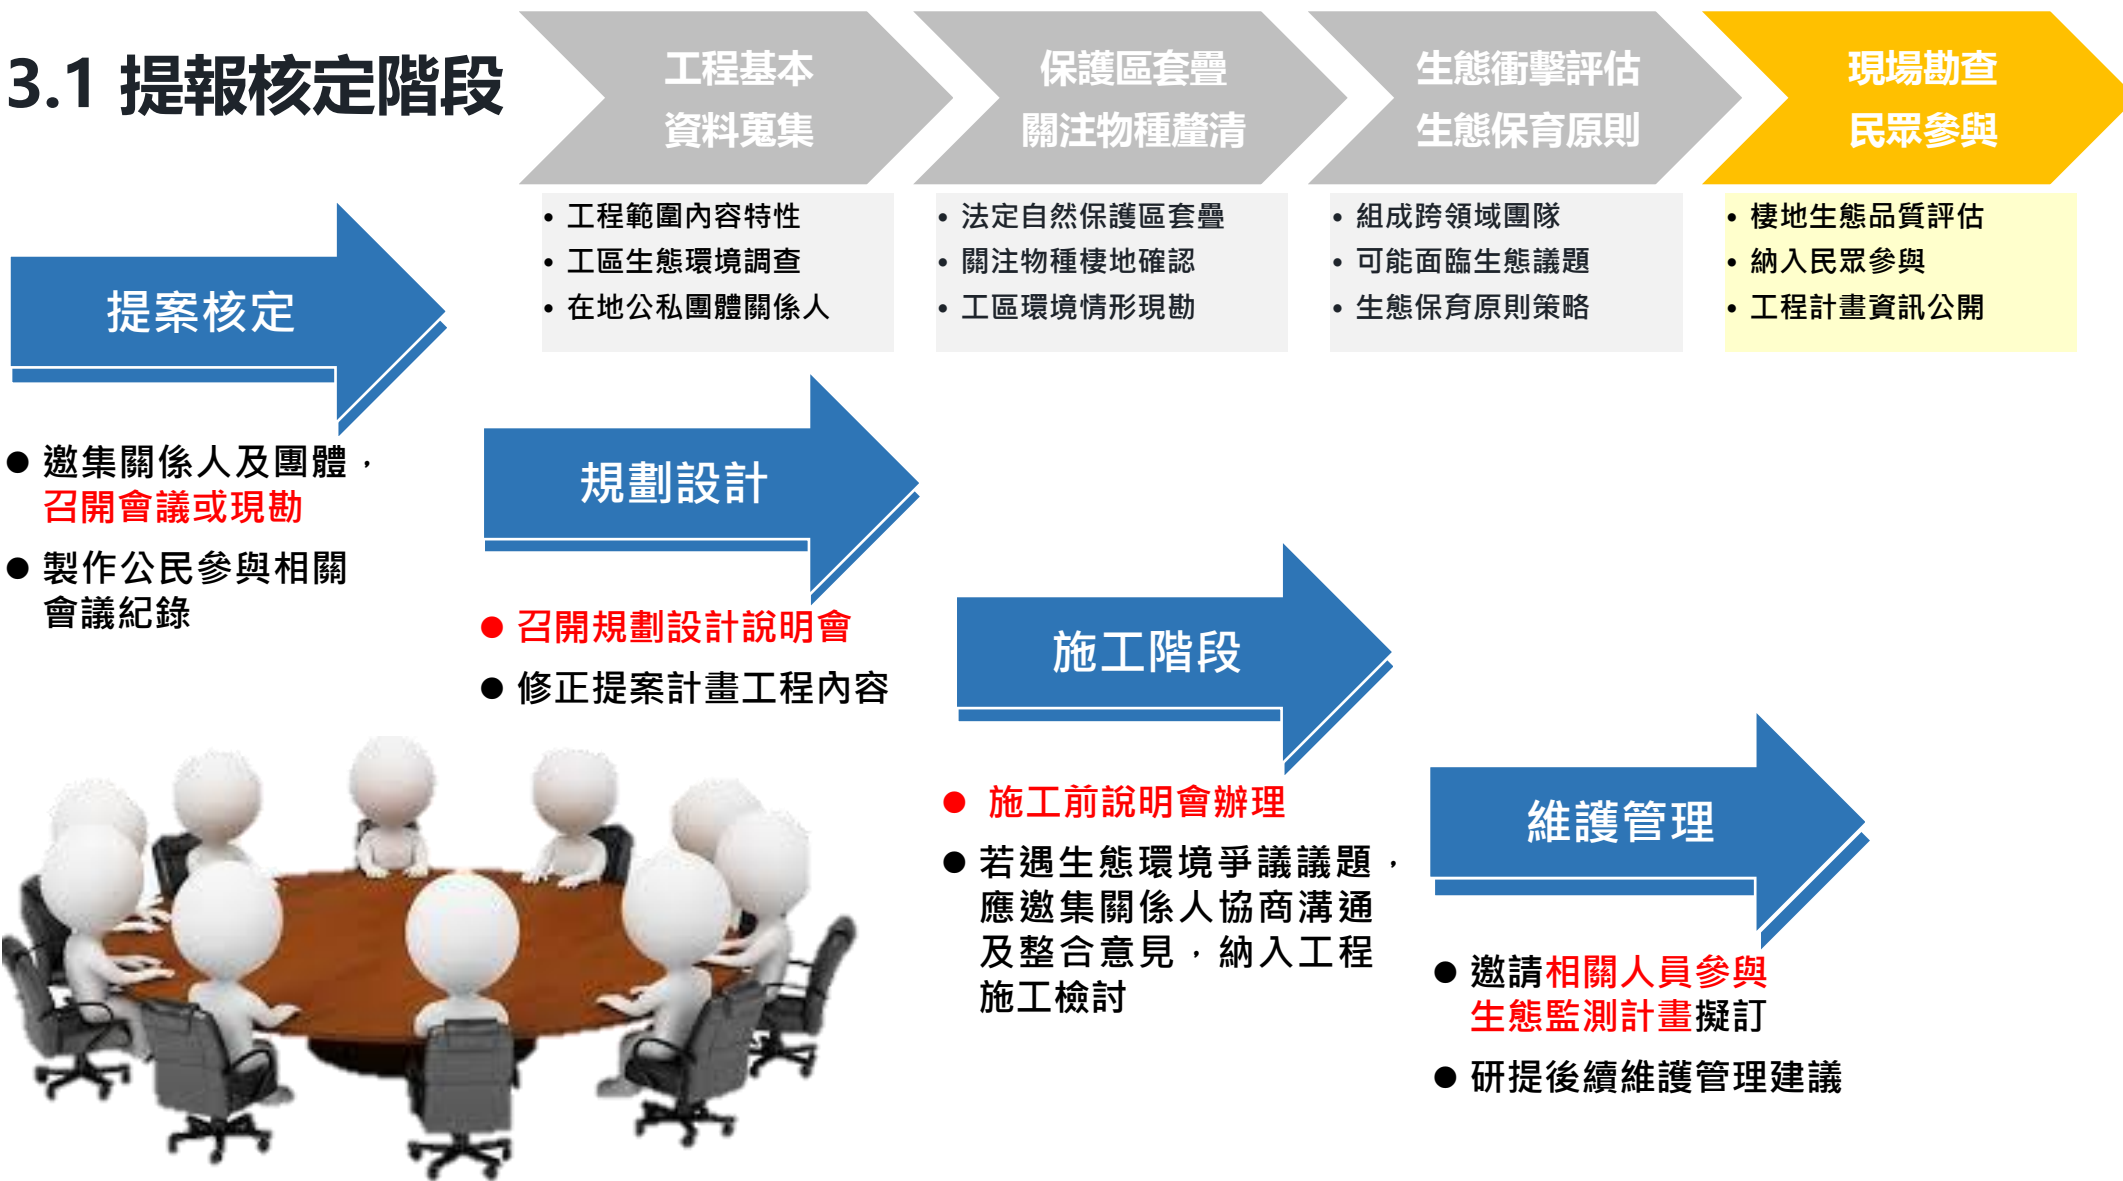 3.1 提報核定階段
工程基本
資料蒐集
保護區套疊
關注物種釐清
生態衝擊評估
生態保育原則
現場勘查
民眾參與
• 工程範圍內容特性
• 工區生態環境調查
• 在地公私團體關係人
• 法定自然保護區套疊
• 關注物種棲地確認
• 工區環境情形現勘
• 組成跨領域團隊
• 可能面臨生態議題
• 生態保育原則策略
• 棲地生態品質評估
• 納入民眾參與
• 工程計畫資訊公開
提案核定
● 邀集關係人及團體，
召開會議或現勘
● 製作公民參與相關
會議紀錄
規劃設計
● 召開規劃設計說明會
● 修正提案計畫工程內容
施工階段
● 施工前說明會辦理
● 若遇生態環境爭議議題，
應邀集關係人協商溝通
及整合意見，納入工程
施工檢討
維護管理
● 邀請相關人員參與
生態監測計畫擬訂
● 研提後續維護管理建議